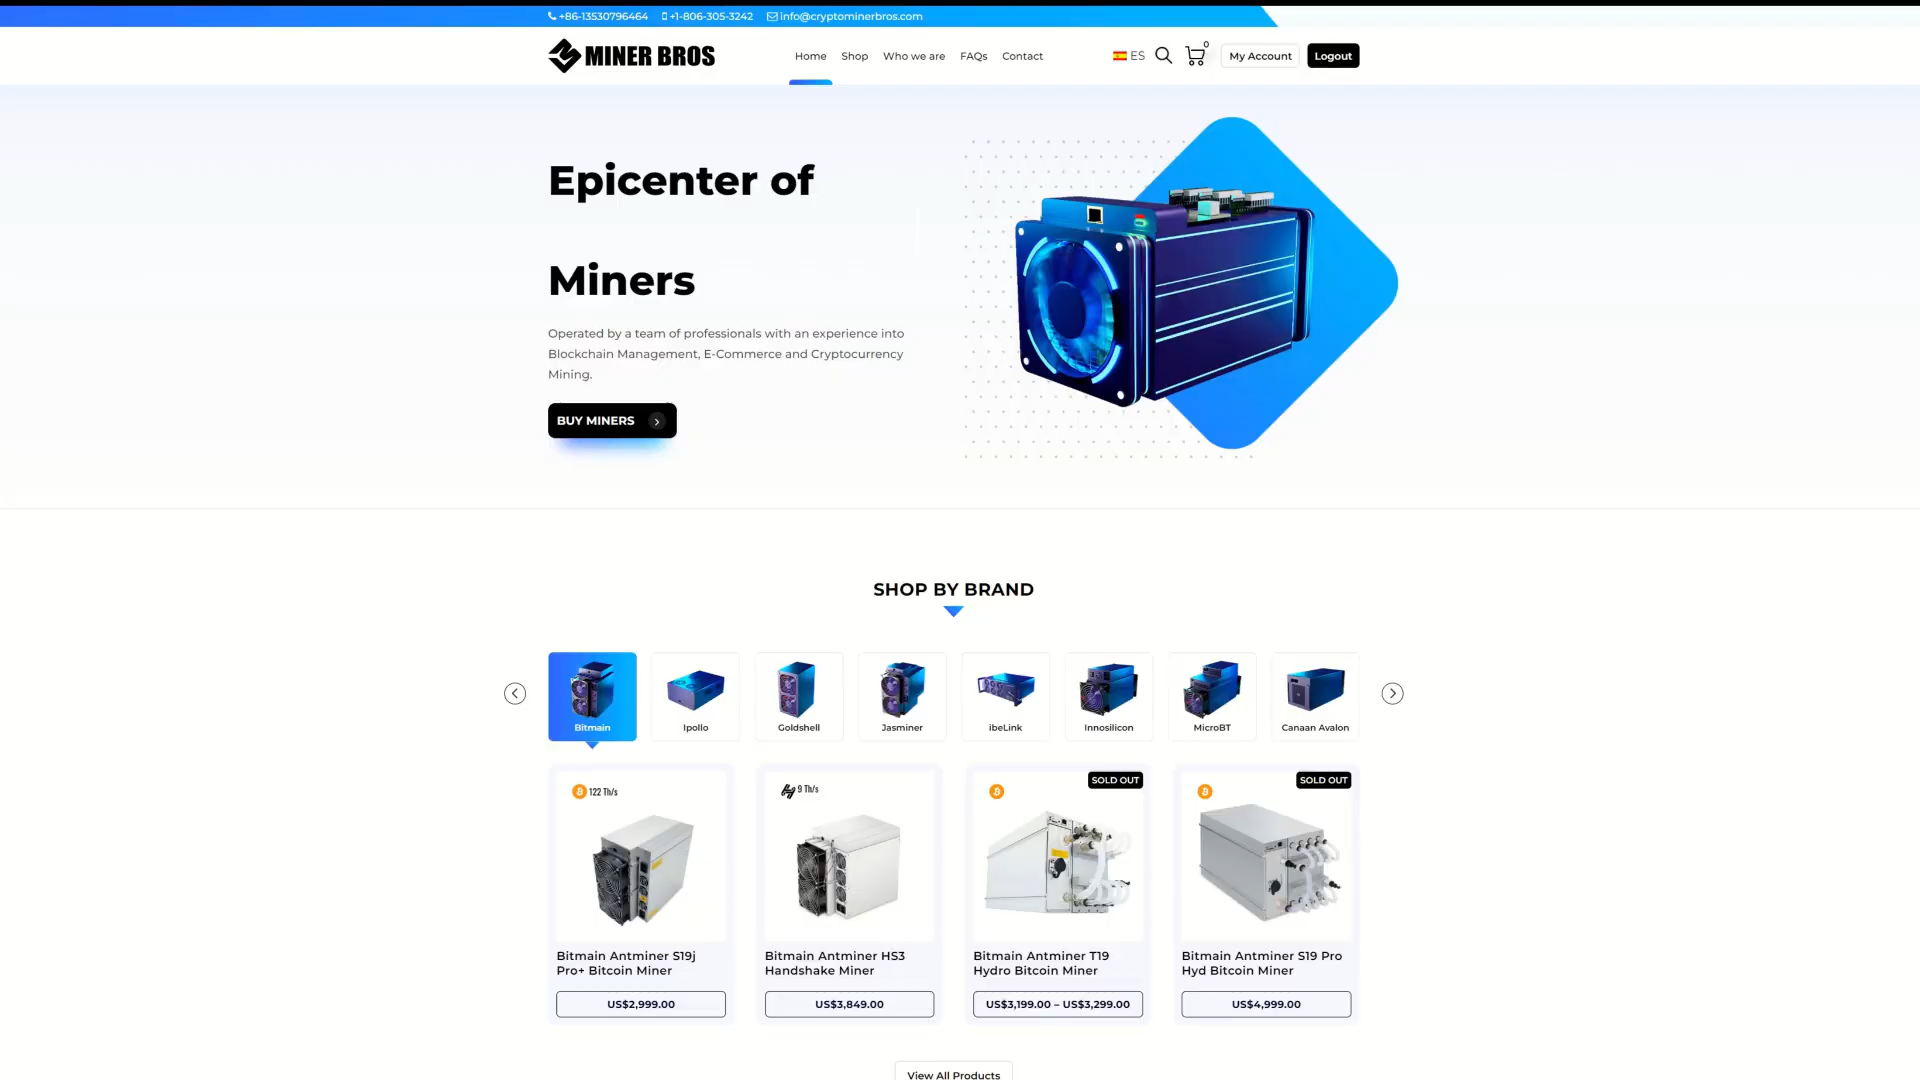 +86-13530796464 +1-806-305-3242 info@cryptominerbros.com
MINER BROS Home Shop Who we are FAQs Contact ES 0 My Account Logout
Epicenter of
Miners
Operated by a team of professionals with an experience into
Blockchain Management, E-Commerce and Cryptocurrency
Mining.
BUY MINERS
SHOP BY BRAND
Bitmain Ipollo Goldshell Jasminer ibeLink Innosilicon MicroBT Canaan Avalon
122 Th/s
9 Th/s
SOLD OUT
SOLD OUT
Bitmain Antminer S19j
Pro+ Bitcoin Miner
US$2,999.00
Bitmain Antminer HS3
Handshake Miner
US$3,849.00
Bitmain Antminer T19
Hydro Bitcoin Miner
US$3,199.00 – US$3,299.00
Bitmain Antminer S19 Pro
Hyd Bitcoin Miner
US$4,999.00
View All Products